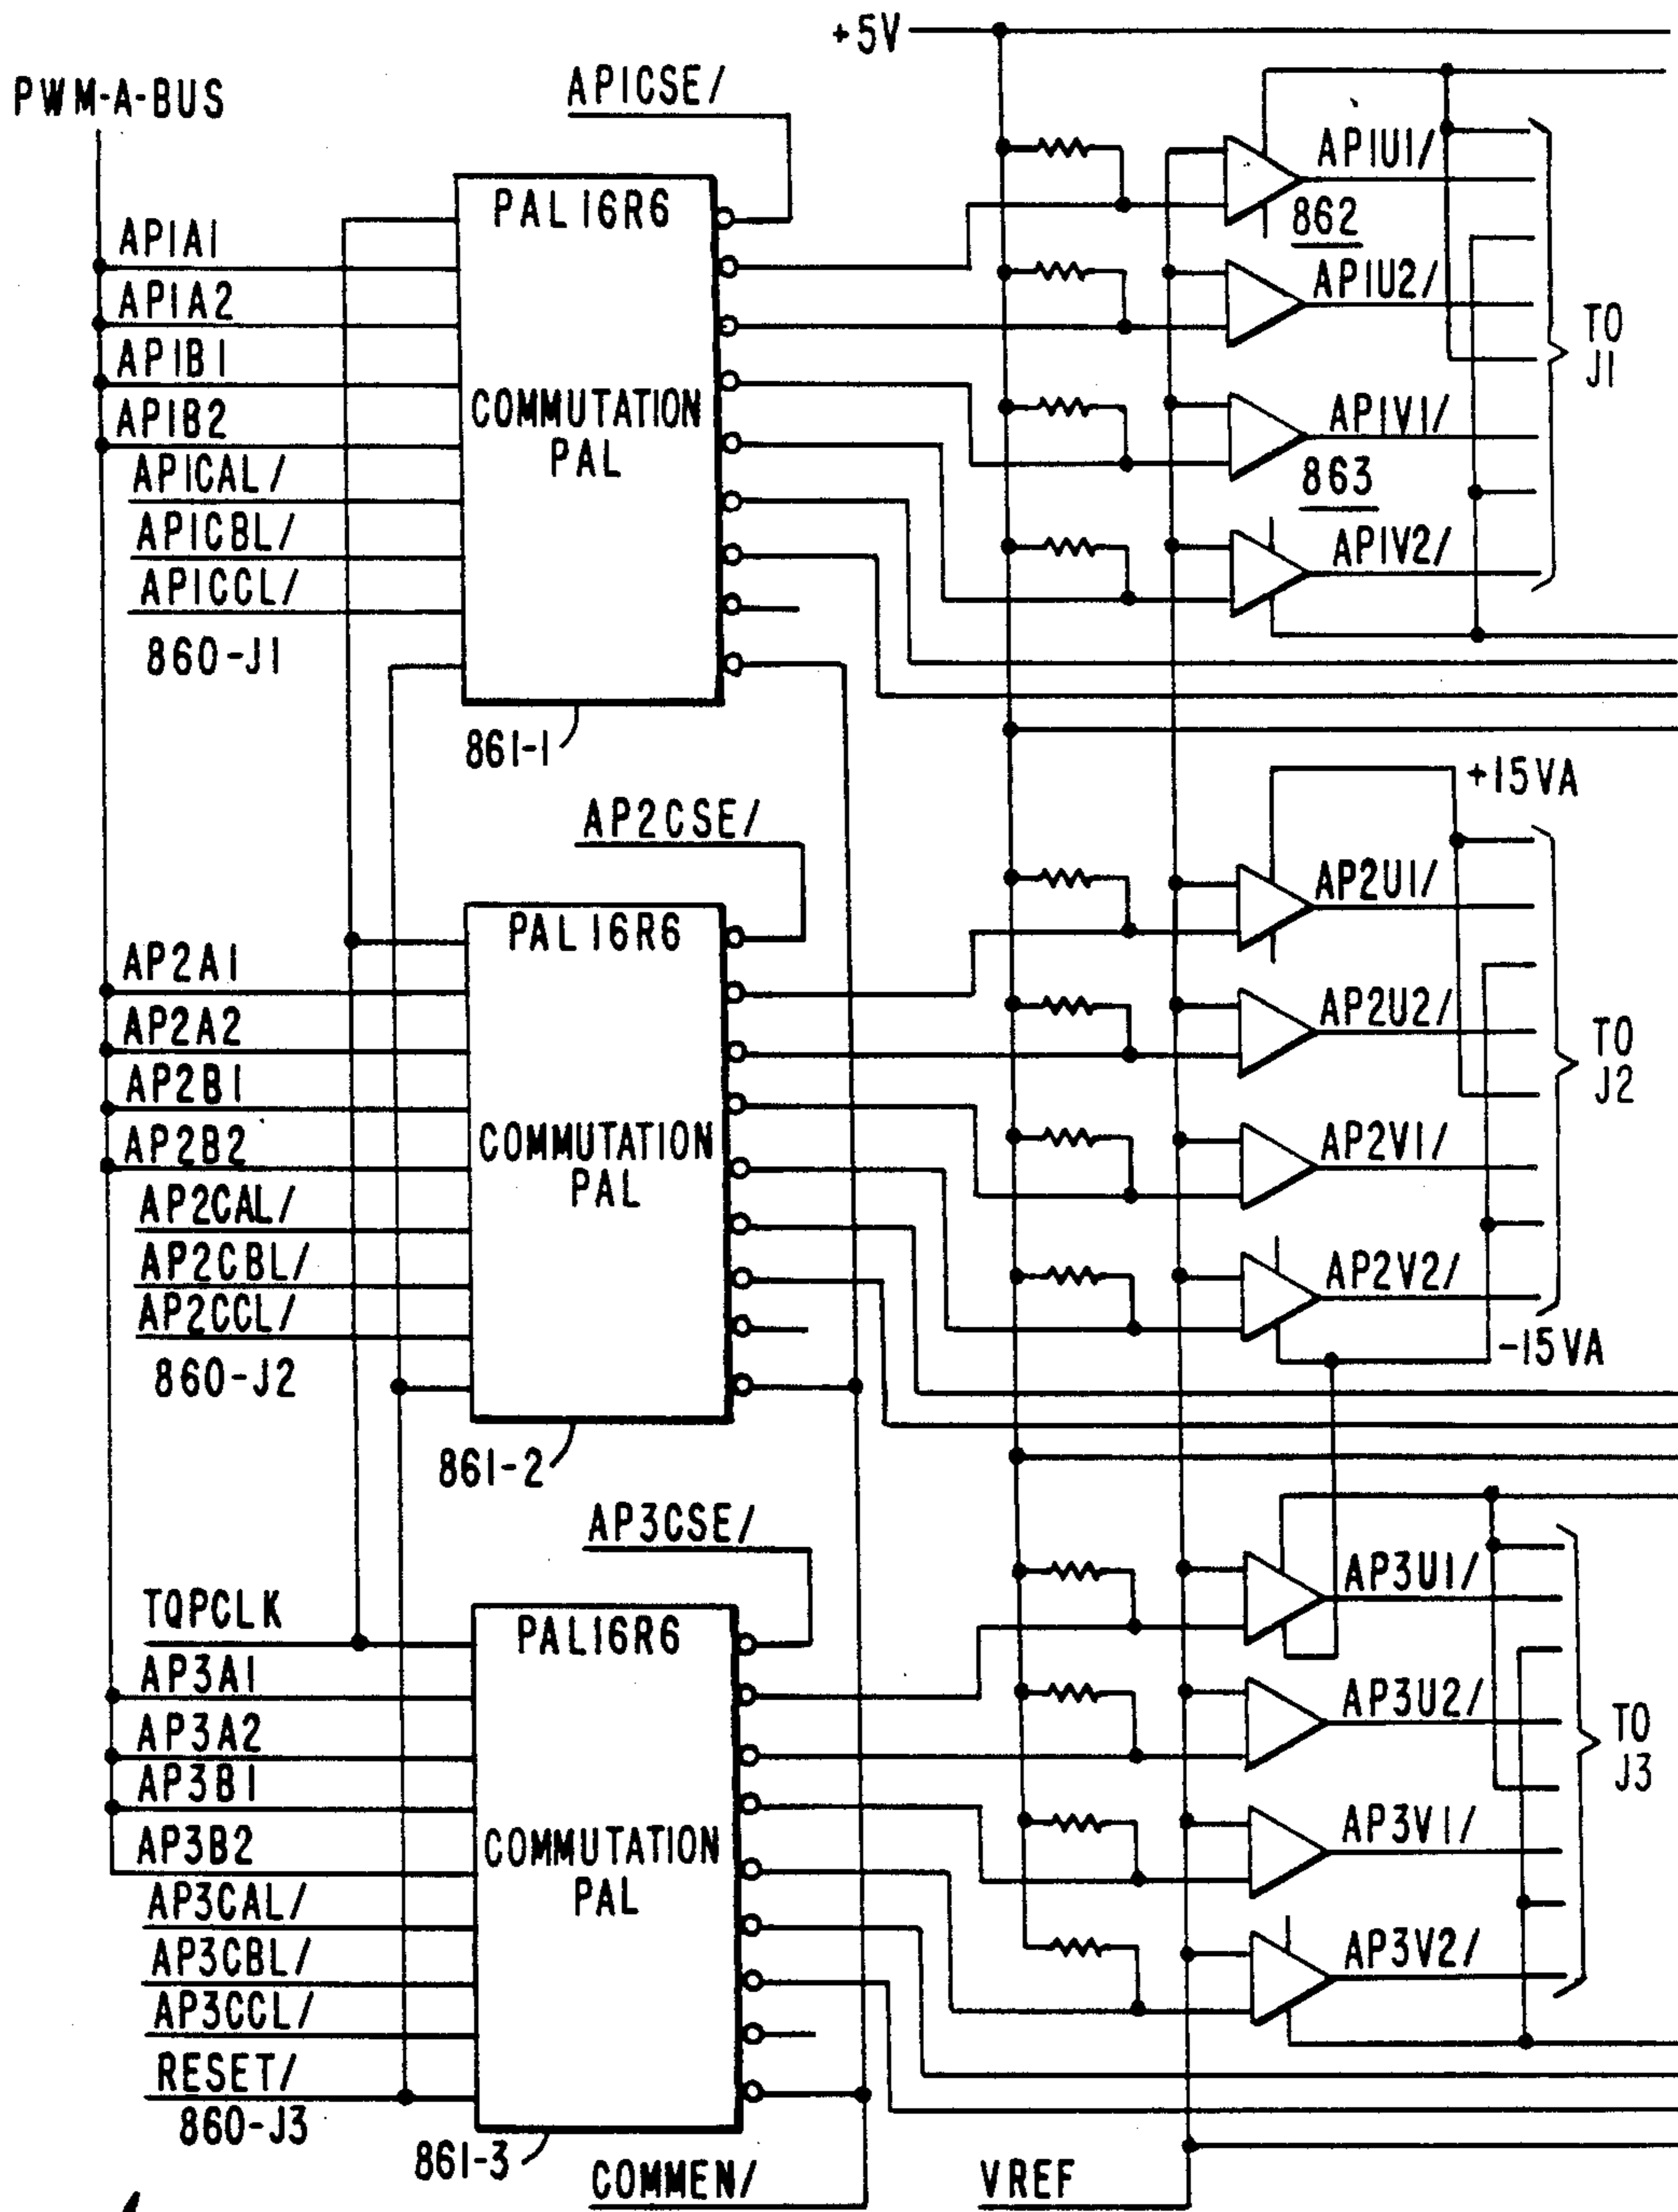 +5V
PWM-A-BUS
AP1CSE/
PAL16R6
COMMUTATION
PAL
AP1A1
AP1A2
AP1B1
AP1B2
AP1CAL/
AP1CBL/
AP1CCL/
860-J1
861-1
AP1U1/
862
AP1U2/
AP1V1/
863
AP1V2/
TO
J1
AP2CSE/
PAL16R6
COMMUTATION
PAL
AP2A1
AP2A2
AP2B1
AP2B2
AP2CAL/
AP2CBL/
AP2CCL/
860-J2
861-2
+15VA
AP2U1/
AP2U2/
AP2V1/
AP2V2/
-15VA
TO
J2
AP3CSE/
PAL16R6
COMMUTATION
PAL
TQPCLK
AP3A1
AP3A2
AP3B1
AP3B2
AP3CAL/
AP3CBL/
AP3CCL/
RESET/
860-J3
861-3
AP3U1/
AP3U2/
AP3V1/
AP3V2/
TO
J3
COMMEN/
VREF